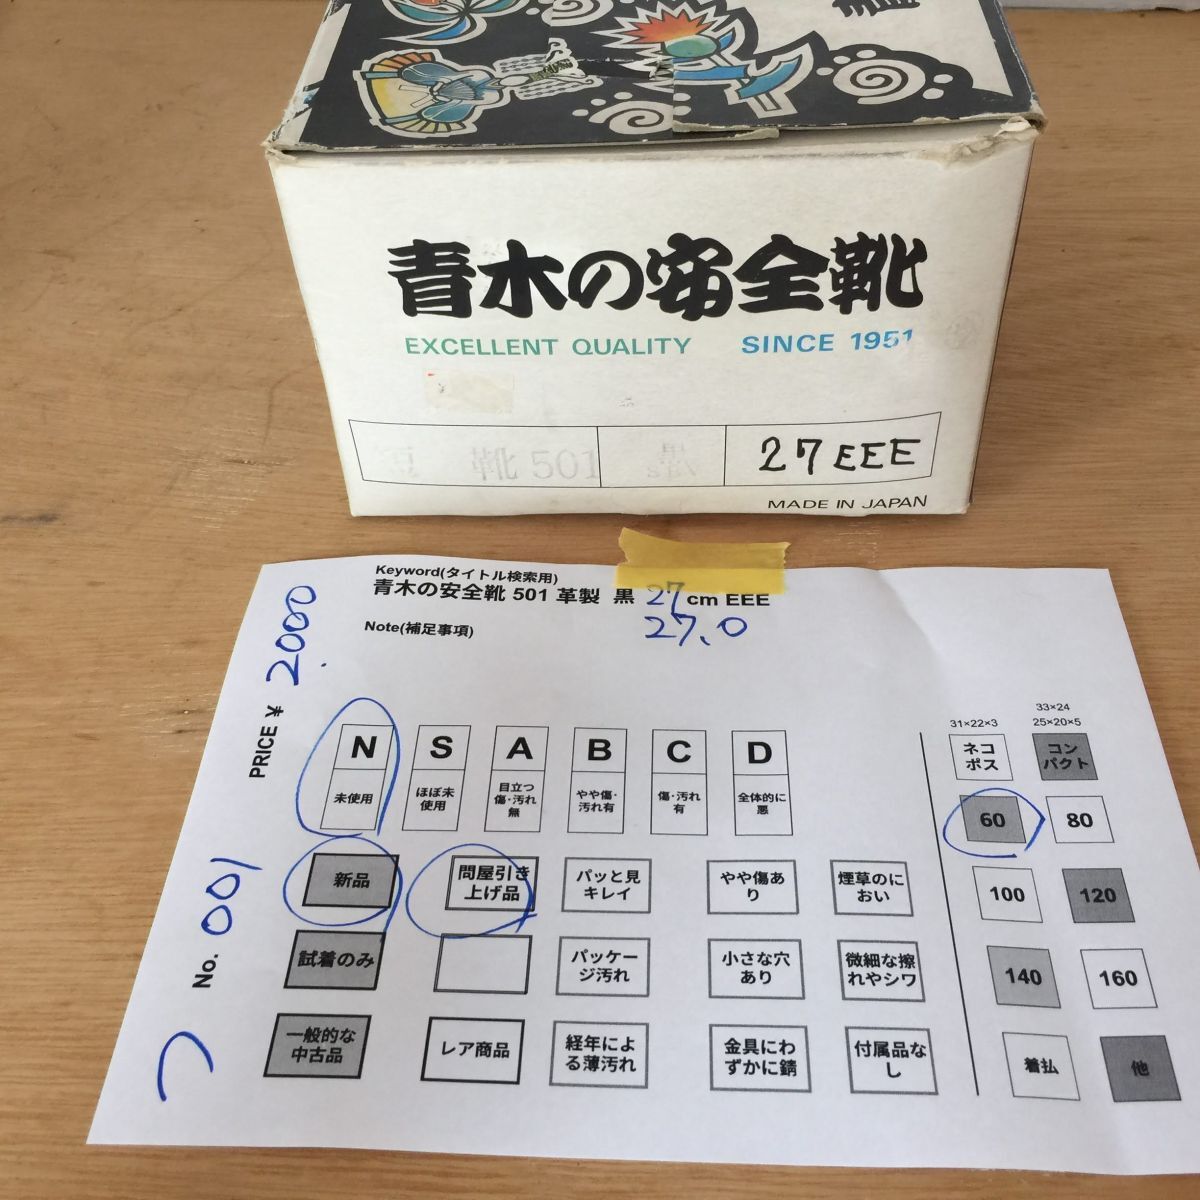 青木の安全靴
EXCELLENT QUALITY SINCE 1951
靴 501 黒 27 EEE
MADE IN JAPAN
Keyword(タイトル検索用)
青木の安全靴 501 革製 黒 27 cm EEE
27.0
Note(補足事項)
PRICE ¥ 2000
No. 001
N S A B C D
未使用
ほぼ未
使用
目立つ
傷・汚れ
無
やや傷・
汚れ有
傷・汚れ
有
全体的に
悪
新品
問屋引き
上げ品
パッと見
キレイ
やや傷あ
り
煙草のに
おい
試着のみ
パッケー
ジ汚れ
小さな穴
あり
微細な擦
れやシワ
一般的な
中古品
レア商品
経年によ
る薄汚れ
金具にわ
ずかに錆
付属品な
し
31×22×3
33×24
25×20×5
ネコ
ポス
コン
パクト
60 80
100 120
140 160
着払 他